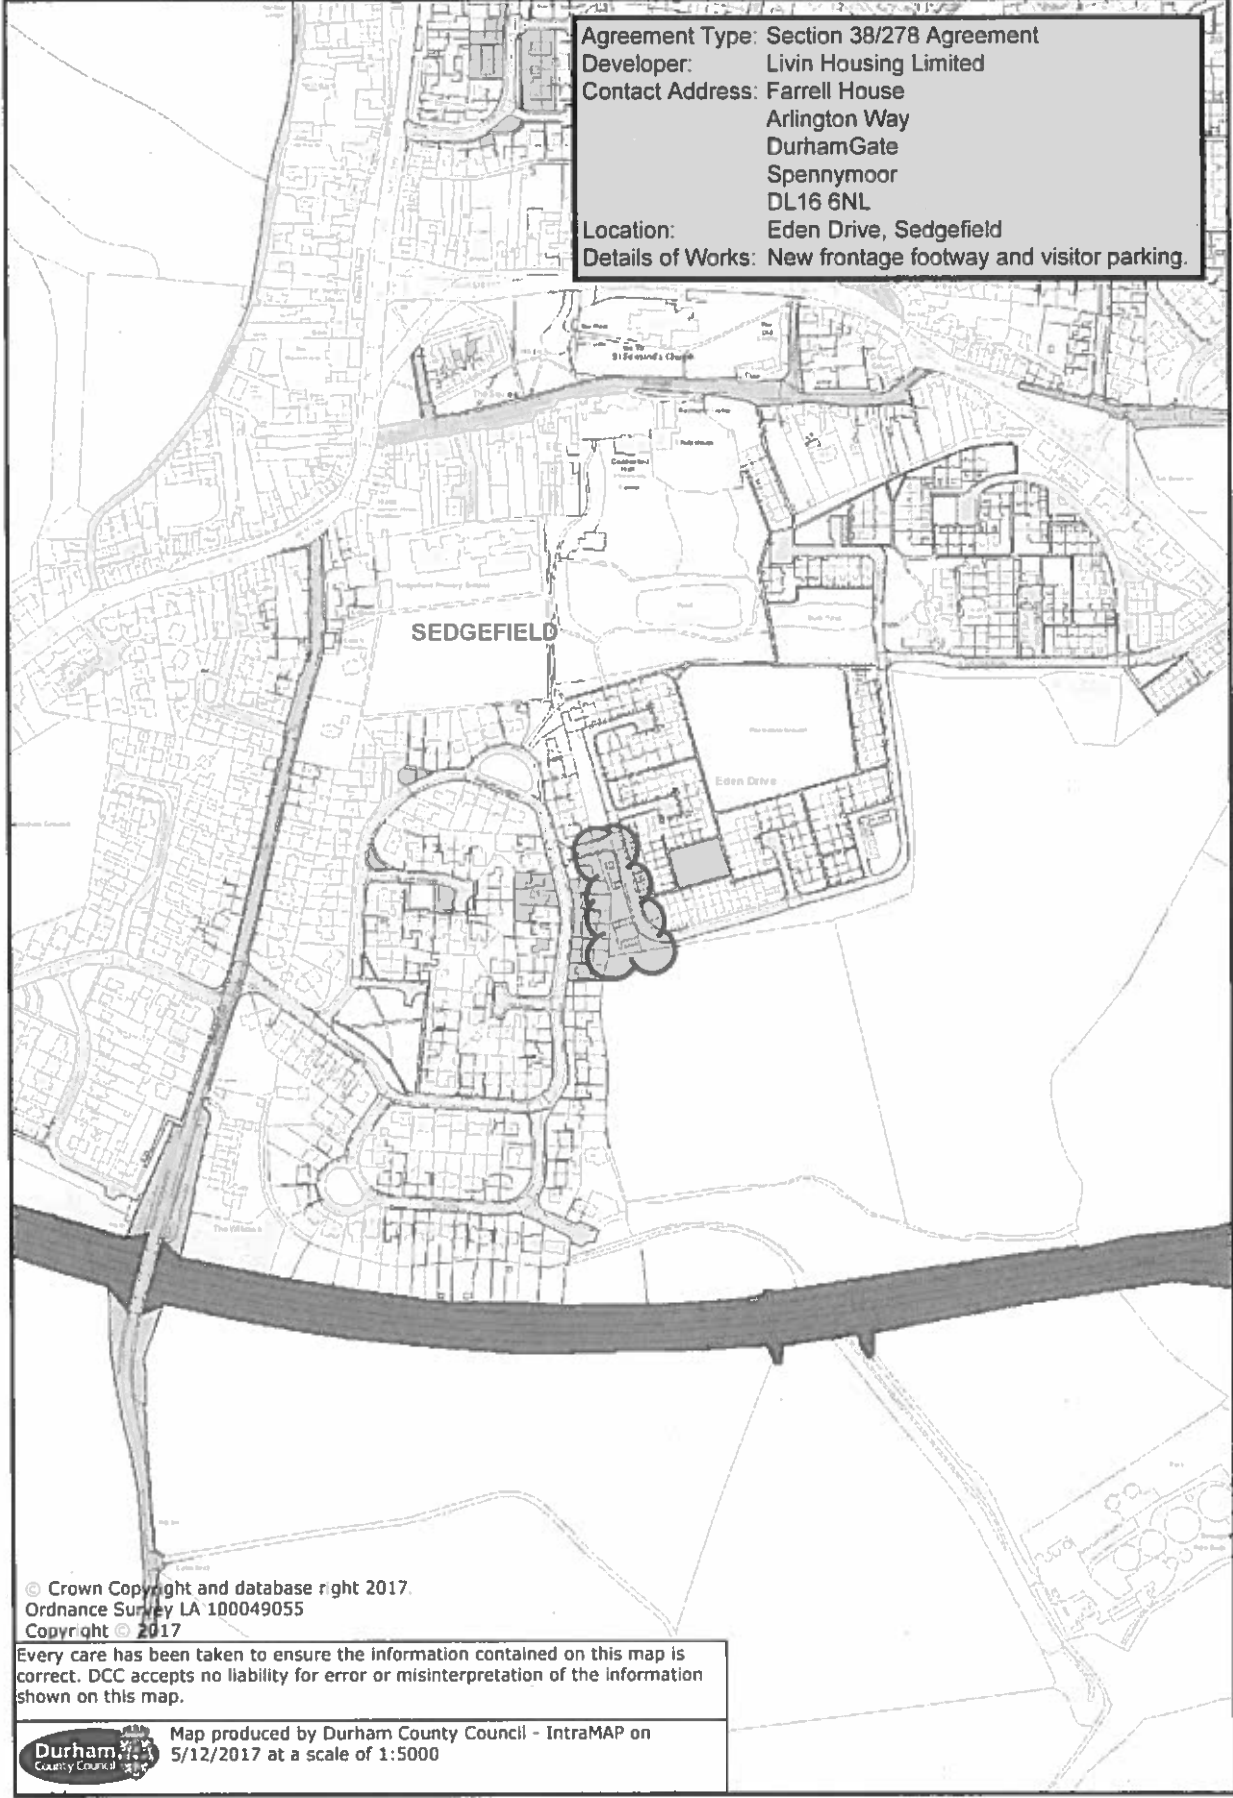 Agreement Type: Section 38/278 Agreement
Developer: Livin Housing Limited
Contact Address: Farrell House
Arlington Way
DurhamGate
Spennymoor
DL16 6NL
Location: Eden Drive, Sedgefield
Details of Works: New frontage footway and visitor parking.
St Edmund's Church
SEDGEFIELD
Eden Drive
© Crown Copyright and database right 2017.
Ordnance Survey LA 100049055
Copyright © 2017
Every care has been taken to ensure the information contained on this map is
correct. DCC accepts no liability for error or misinterpretation of the information
shown on this map.
Durham
County Council
Map produced by Durham County Council - IntraMAP on
5/12/2017 at a scale of 1:5000